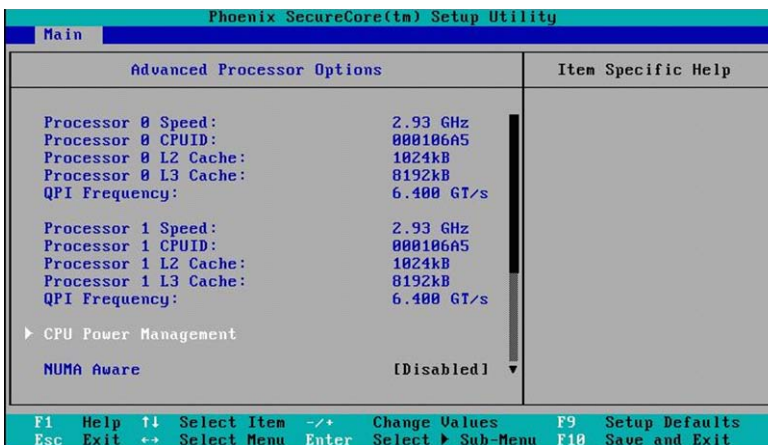 Phoenix SecureCore(tm) Setup Utility
Main
Advanced Processor Options
Item Specific Help
Processor 0 Speed: 2.93 GHz
Processor 0 CPUID: 000106A5
Processor 0 L2 Cache: 1024kB
Processor 0 L3 Cache: 8192kB
QPI Frequency: 6.400 GT/s
Processor 1 Speed: 2.93 GHz
Processor 1 CPUID: 000106A5
Processor 1 L2 Cache: 1024kB
Processor 1 L3 Cache: 8192kB
QPI Frequency: 6.400 GT/s
▶ CPU Power Management
NUMA Aware [Disabled] ▼
F1 Help ↑↓ Select Item -/+ Change Values F9 Setup Defaults
Esc Exit ↔ Select Menu Enter Select ▶ Sub-Menu F10 Save and Exit